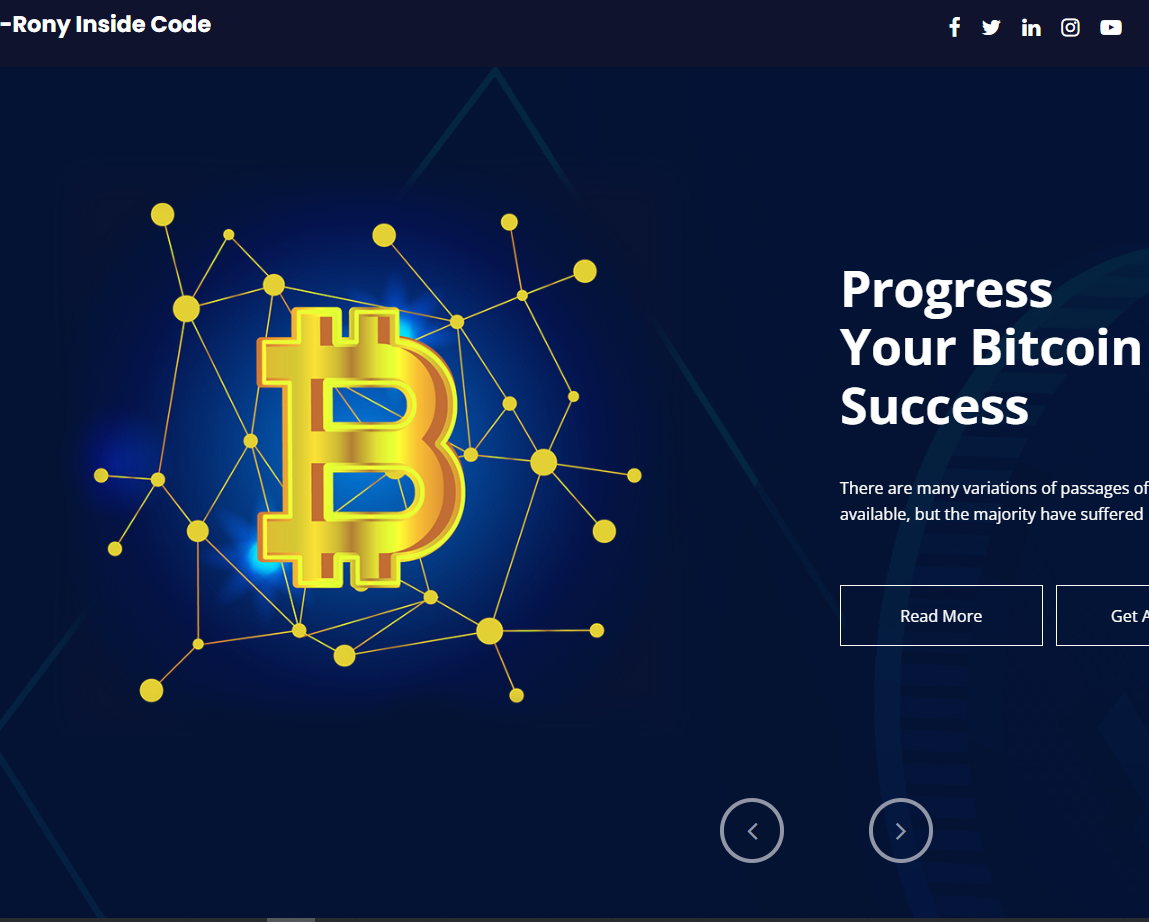 -Rony Inside Code
Progress
Your Bitcoin
Success
There are many variations of passages of
available, but the majority have suffered
Read More
Get A